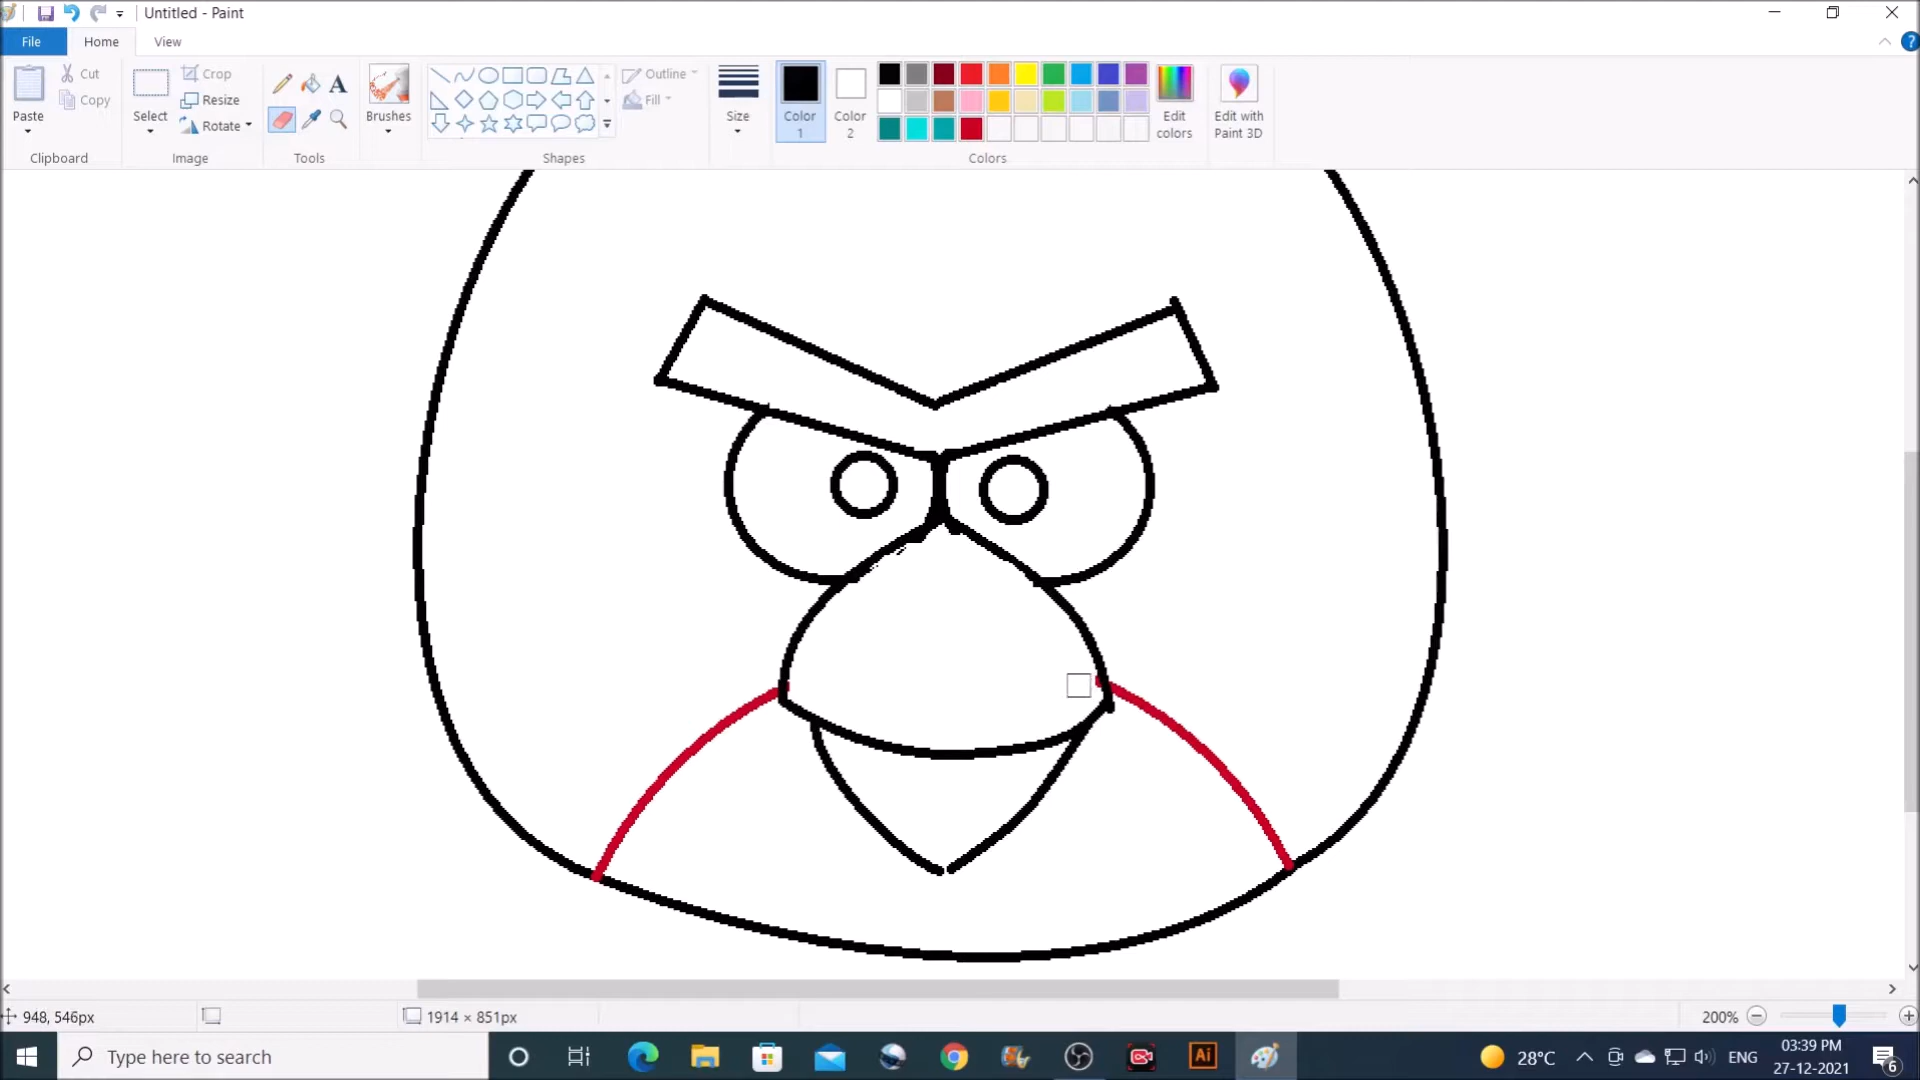 Untitled - Paint
File Home View
Paste
Cut
Copy
Clipboard
Select
Crop
Resize
Rotate
Image
A
Tools
Brushes
Outline
Fill
Shapes
Size
Color 1
Color 2
Edit colors
Colors
Edit with Paint 3D
?
948, 546px
1914 × 851px
200%
Type here to search
Ai
28°C
ENG
03:39 PM
27-12-2021
6